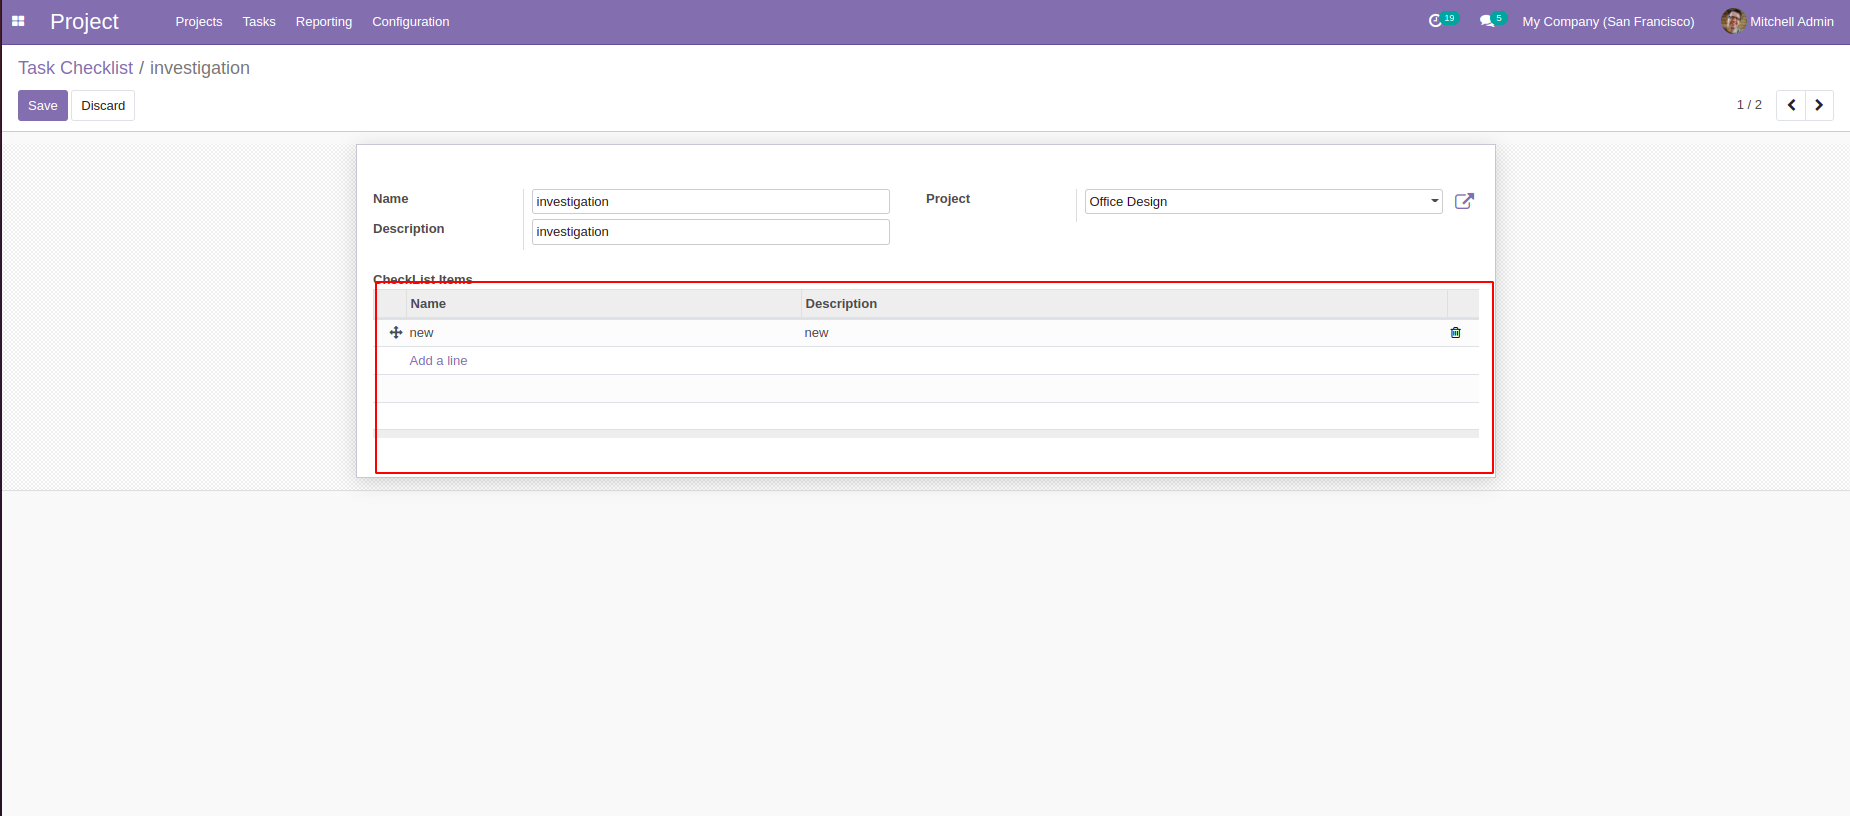 Project Projects Tasks Reporting Configuration 19 5 My Company (San Francisco) Mitchell Admin
Task Checklist / investigation
Save Discard 1 / 2
Name investigation Project Office Design
Description investigation
CheckList Items
Name Description
new new
Add a line